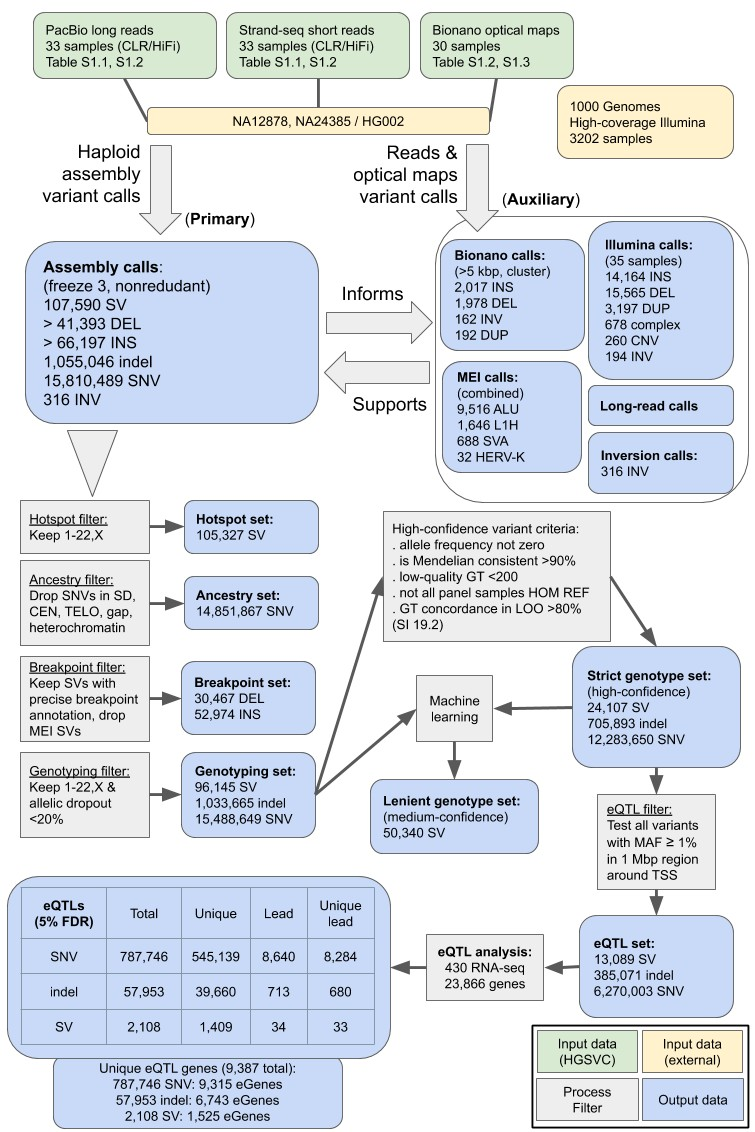 PacBio long reads
33 samples (CLR/HiFi)
Table S1.1, S1.2
Strand-seq short reads
33 samples (CLR/HiFi)
Table S1.1, S1.2
Bionano optical maps
30 samples
Table S1.2, S1.3
NA12878, NA24385 / HG002
1000 Genomes
High-coverage Illumina
3202 samples
Haploid
assembly
variant calls
(Primary)
Reads &
optical maps
variant calls
(Auxiliary)
Assembly calls:
(freeze 3, nonredudant)
107,590 SV
> 41,393 DEL
> 66,197 INS
1,055,046 indel
15,810,489 SNV
316 INV
Informs
Supports
Bionano calls:
(>5 kbp, cluster)
2,017 INS
1,978 DEL
162 INV
192 DUP
Illumina calls:
(35 samples)
14,164 INS
15,565 DEL
3,197 DUP
678 complex
260 CNV
194 INV
MEI calls:
(combined)
9,516 ALU
1,646 L1H
688 SVA
32 HERV-K
Long-read calls
Inversion calls:
316 INV
Hotspot filter:
Keep 1-22,X
Hotspot set:
105,327 SV
Ancestry filter:
Drop SNVs in SD,
CEN, TELO, gap,
heterochromatin
Ancestry set:
14,851,867 SNV
Breakpoint filter:
Keep SVs with
precise breakpoint
annotation, drop
MEI SVs
Breakpoint set:
30,467 DEL
52,974 INS
Genotyping filter:
Keep 1-22,X &
allelic dropout
<20%
Genotyping set:
96,145 SV
1,033,665 indel
15,488,649 SNV
High-confidence variant criteria:
. allele frequency not zero
. is Mendelian consistent >90%
. low-quality GT <200
. not all panel samples HOM REF
. GT concordance in LOO >80%
(SI 19.2)
Machine
learning
Strict genotype set:
(high-confidence)
24,107 SV
705,893 indel
12,283,650 SNV
Lenient genotype set:
(medium-confidence)
50,340 SV
eQTL filter:
Test all variants
with MAF ≥ 1%
in 1 Mbp region
around TSS
eQTL set:
13,089 SV
385,071 indel
6,270,003 SNV
eQTL analysis:
430 RNA-seq
23,866 genes
eQTLs
(5% FDR)
Total
Unique
Lead
Unique
lead
SNV 787,746 545,139 8,640 8,284
indel 57,953 39,660 713 680
SV 2,108 1,409 34 33
Unique eQTL genes (9,387 total):
787,746 SNV: 9,315 eGenes
57,953 indel: 6,743 eGenes
2,108 SV: 1,525 eGenes
Input data
(HGSVC)
Input data
(external)
Process
Filter
Output data